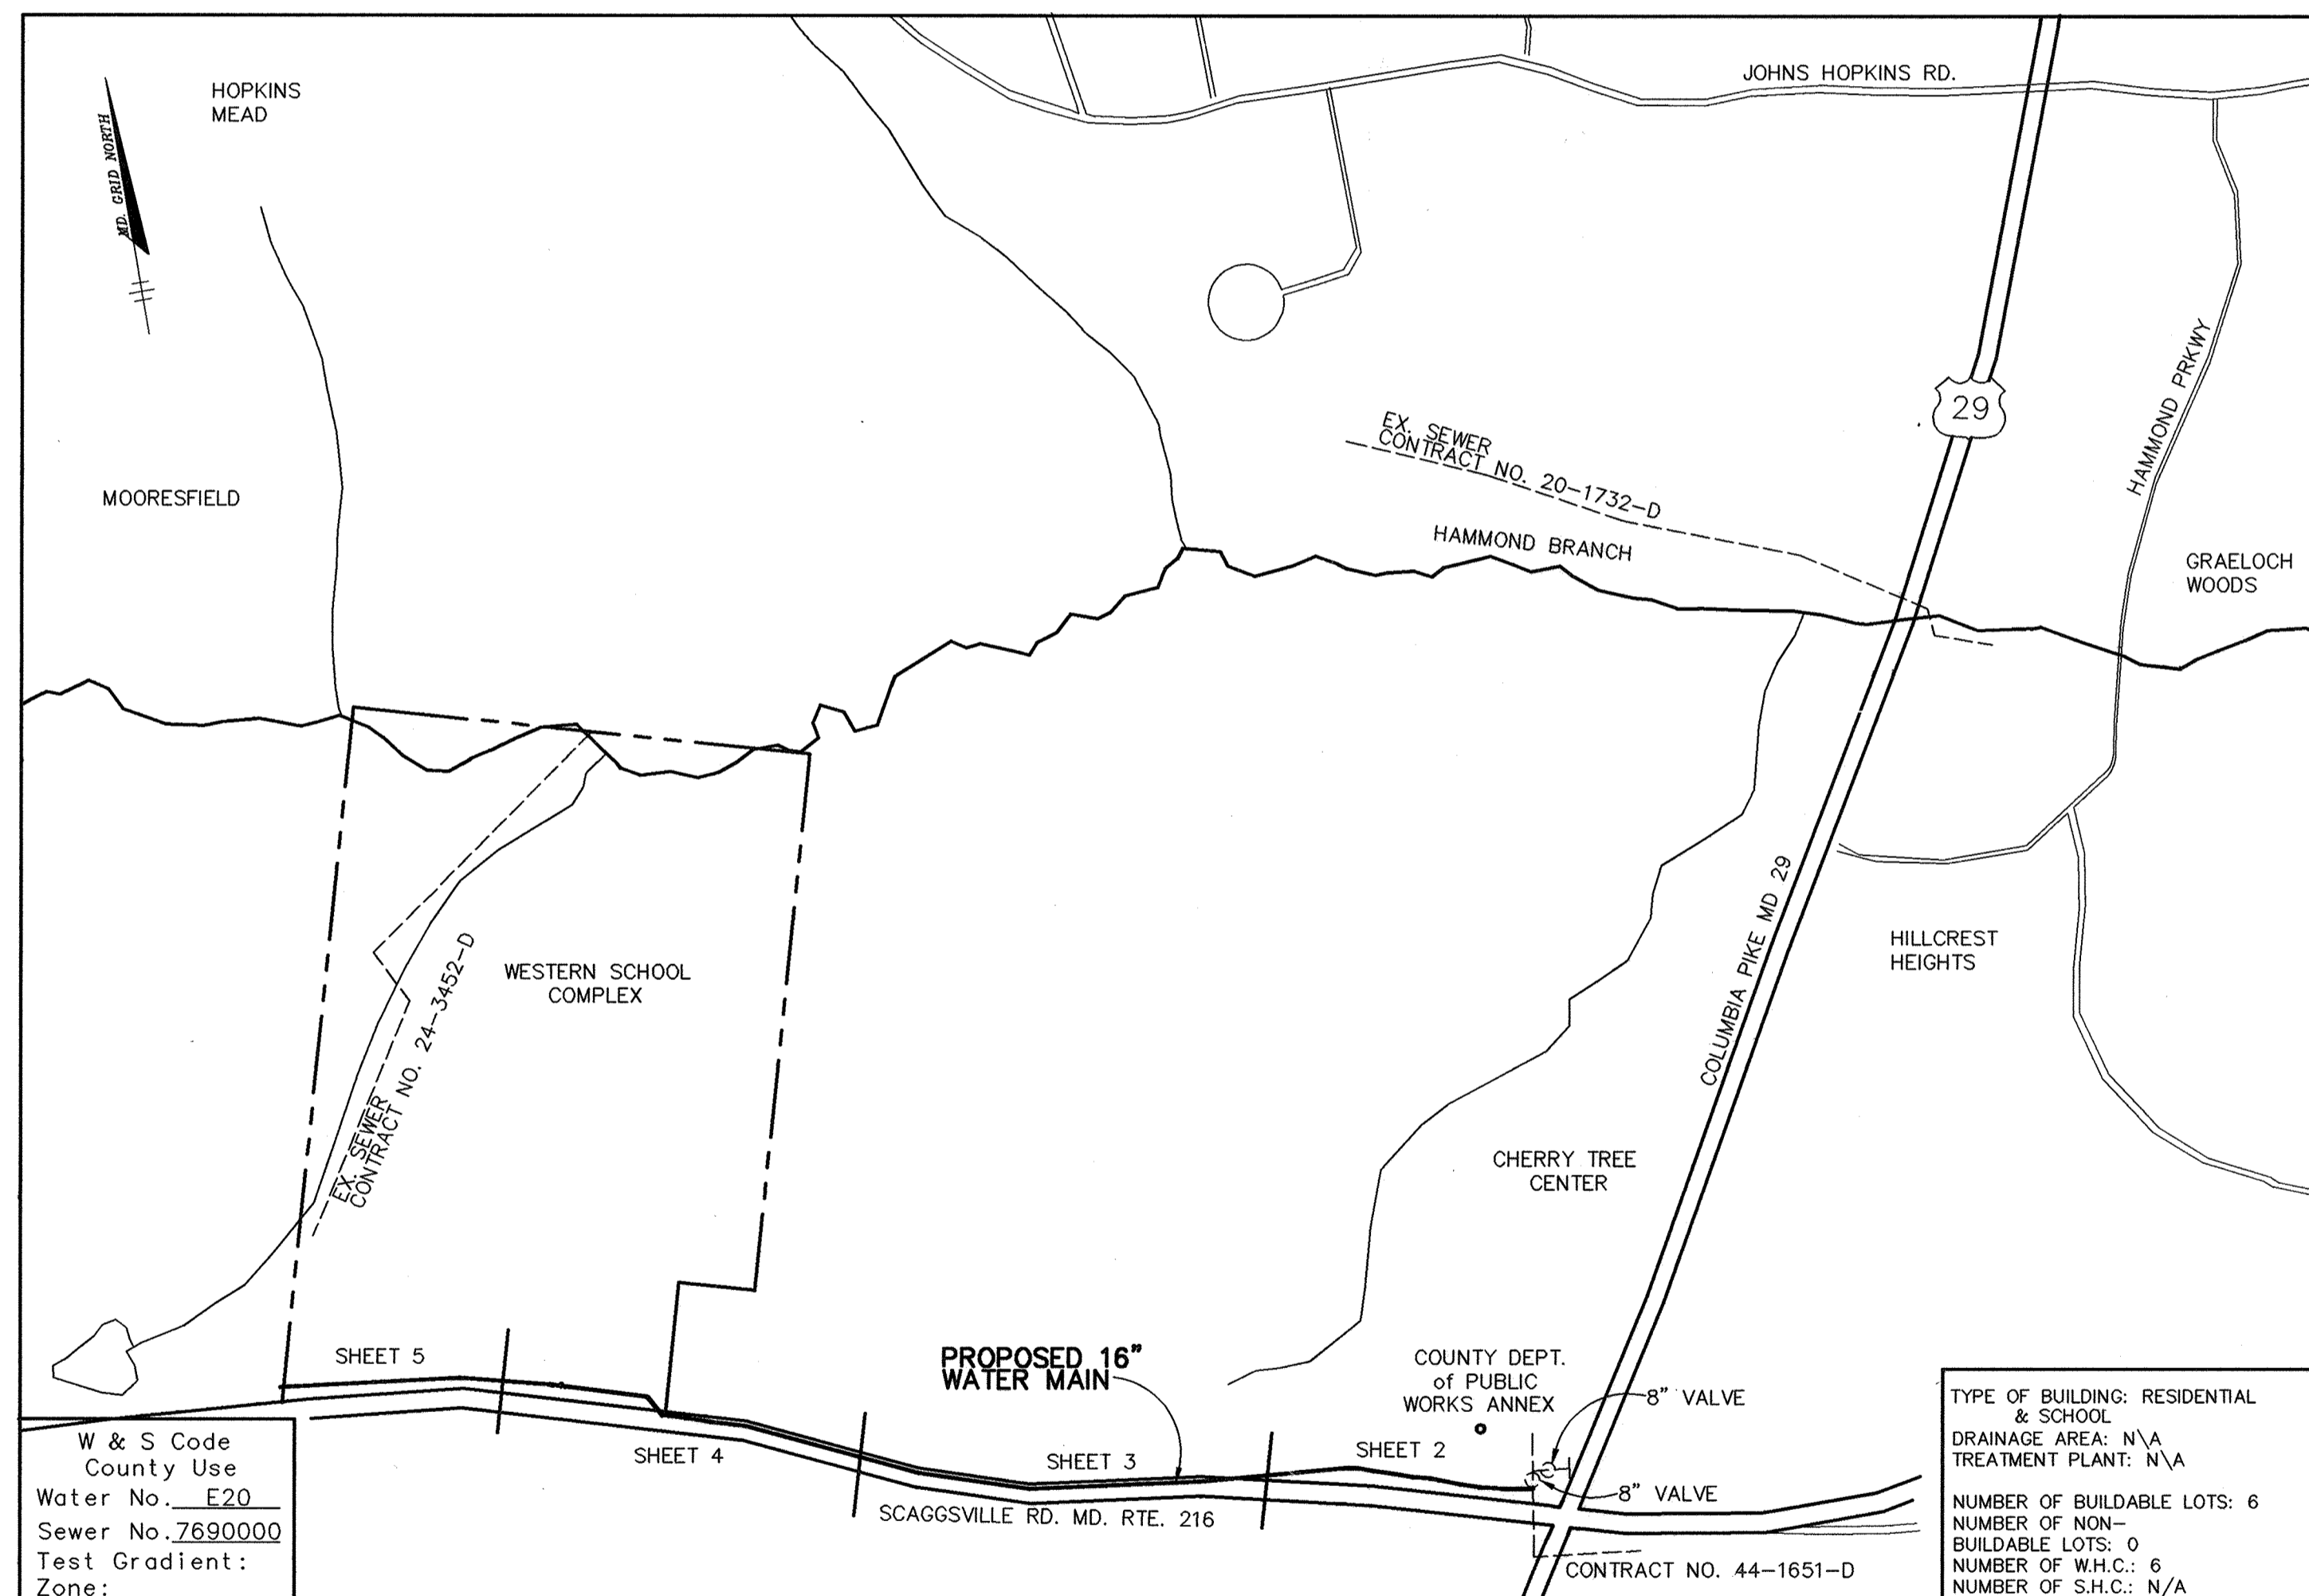 JOHNS HOPKINS RD.
HOPKINS
MEAD
MD. GRID NORTH
29
HAMMOND PRKWY
EX. SEWER
CONTRACT NO. 20-1732-D
MOORESFIELD
HAMMOND BRANCH
GRAELOCH
WOODS
COLUMBIA PIKE MD 29
HILLCREST
HEIGHTS
WESTERN SCHOOL
COMPLEX
EX. SEWER
CONTRACT NO. 24-3452-D
CHERRY TREE
CENTER
SHEET 5
PROPOSED 16"
WATER MAIN
COUNTY DEPT.
of PUBLIC
WORKS ANNEX
8" VALVE
SHEET 4
SHEET 3
SHEET 2
8" VALVE
SCAGGSVILLE RD. MD. RTE. 216
CONTRACT NO. 44-1651-D
W & S Code
County Use
Water No. E20
Sewer No. 7690000
Test Gradient:
Zone:
TYPE OF BUILDING: RESIDENTIAL
& SCHOOL
DRAINAGE AREA: N\A
TREATMENT PLANT: N\A
NUMBER OF BUILDABLE LOTS: 6
NUMBER OF NON-
BUILDABLE LOTS: 0
NUMBER OF W.H.C.: 6
NUMBER OF S.H.C.: N/A